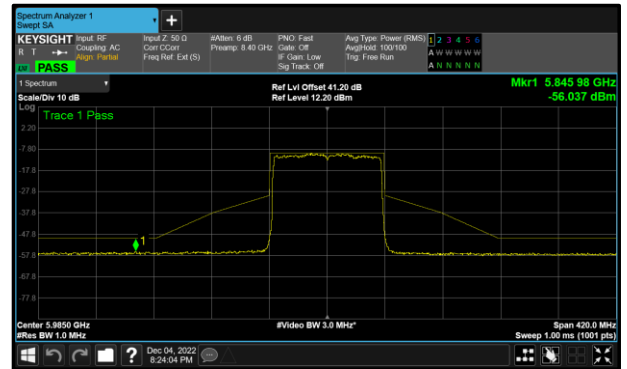 Spectrum Analyzer 1
Swept SA
+
KEYSIGHT
R T
PASS
Input: RF
Coupling: AC
Align: Partial
Input Z: 50 Ω
Corr CCorr
Freq Ref: Ext (S)
#Atten: 6 dB
Preamp: 8.40 GHz
PNO: Fast
Gate: Off
IF Gain: Low
Sig Track: Off
Avg Type: Power (RMS)
Avg|Hold: 100/100
Trig: Free Run
1 2 3 4 5 6
A W W W W W
A N N N N N
1 Spectrum
Scale/Div 10 dB
Ref Lvl Offset 41.20 dB
Ref Level 12.20 dBm
Mkr1 5.845 98 GHz
-56.037 dBm
Log
Trace 1 Pass
2.20
-7.80
-17.8
-27.8
-37.8
-47.8
1
-57.8
-67.8
-77.8
Center 5.9850 GHz
#Res BW 1.0 MHz
#Video BW 3.0 MHz*
Span 420.0 MHz
Sweep 1.00 ms (1001 pts)
?
Dec 04, 2022
8:24:04 PM